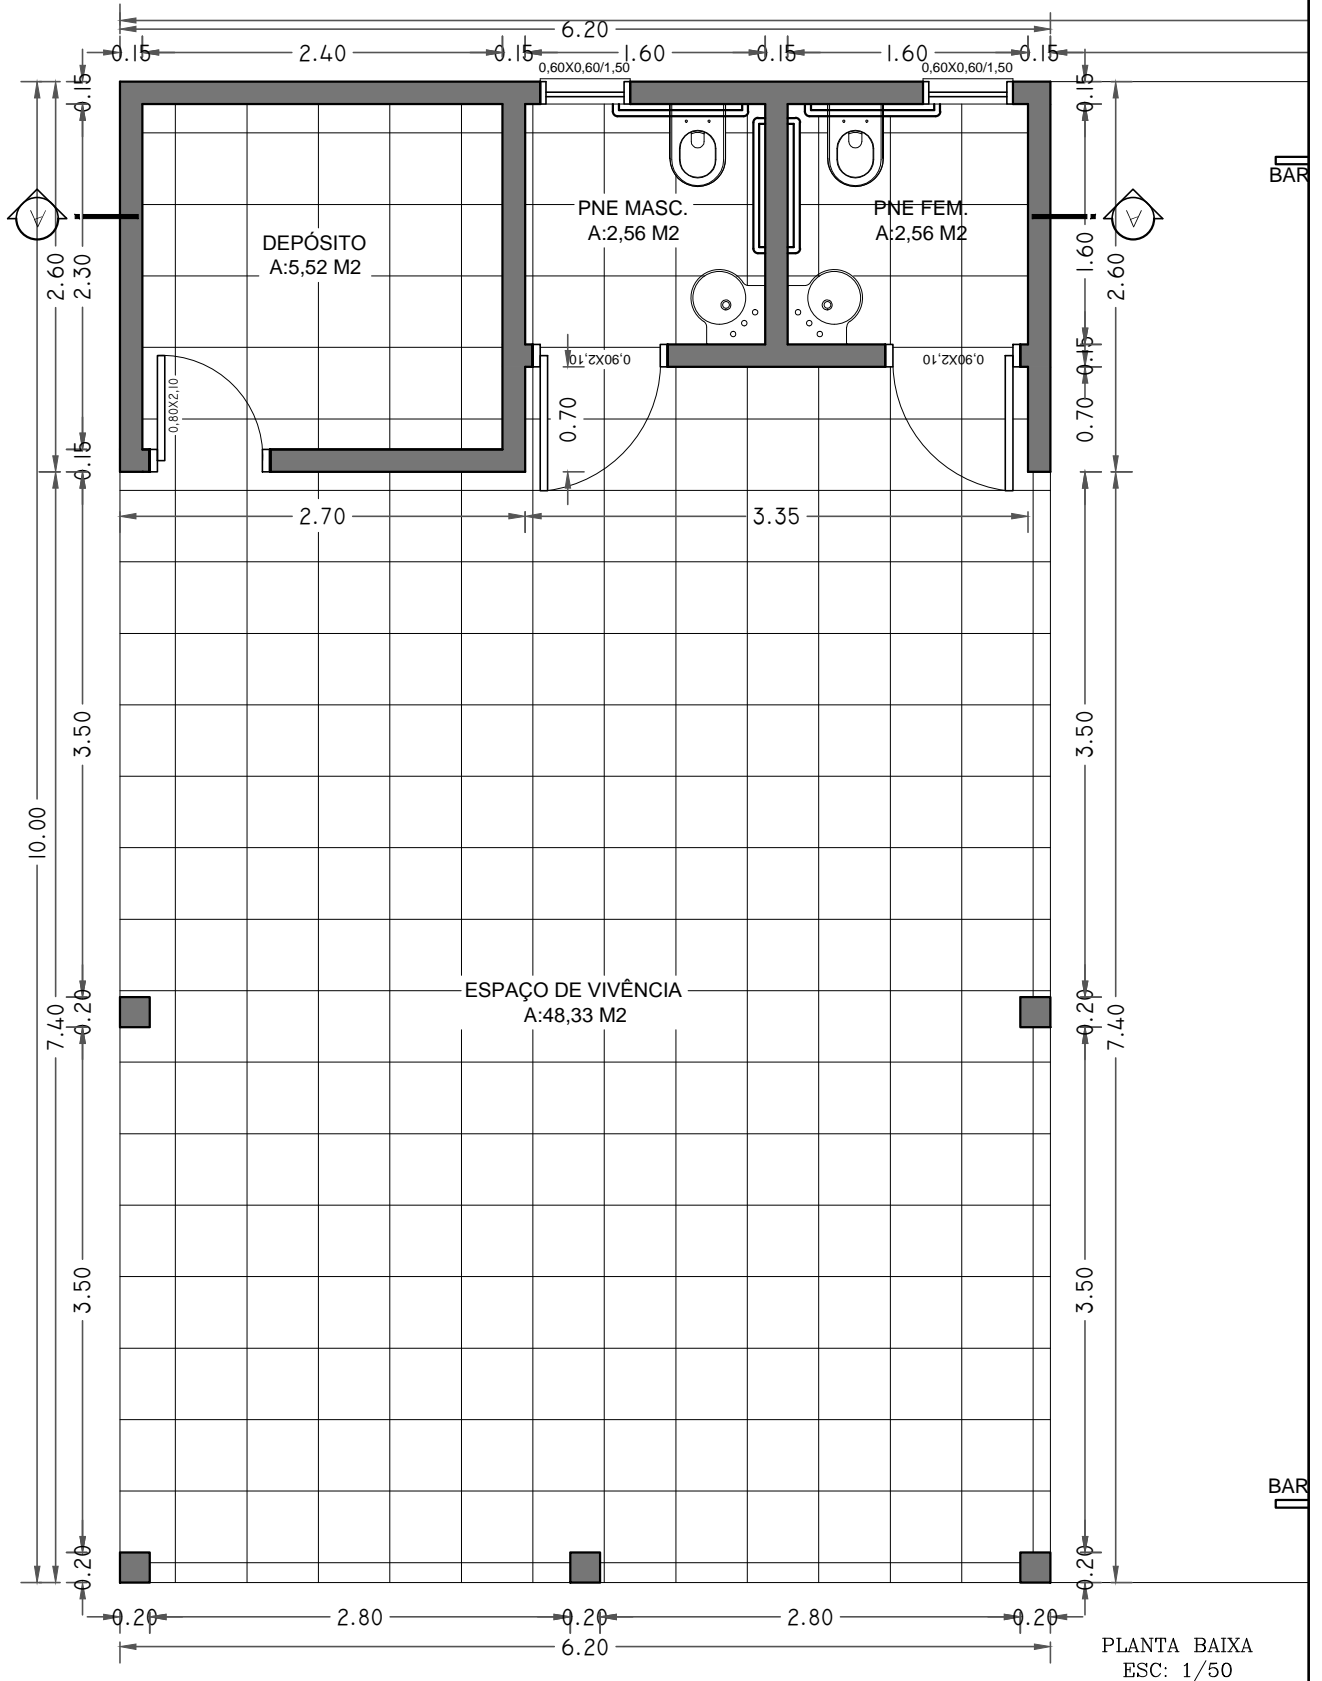 6.20
0.15 2.40 0.15 1.60 0.15 1.60 0.15
0,60X0,60/1,50 0,60X0,60/1,50
0.15 0.15
BAR
PNE MASC. PNE FEM.
A:2,56 M2 A:2,56 M2
DEPÓSITO
A:5,52 M2
A A
2.60 2.30 1.60 2.60
0,90X2,10 0,90X2,10
0.15
0,80X2,10
0.70 0.70
0.15
2.70 3.35
3.50 3.50
10.00
ESPAÇO DE VIVÊNCIA
A:48,33 M2
0.20 0.20
7.40 7.40
3.50 3.50
BAR
0.20 0.20
0.20 2.80 0.20 2.80 0.20
6.20
PLANTA BAIXA
ESC: 1/50